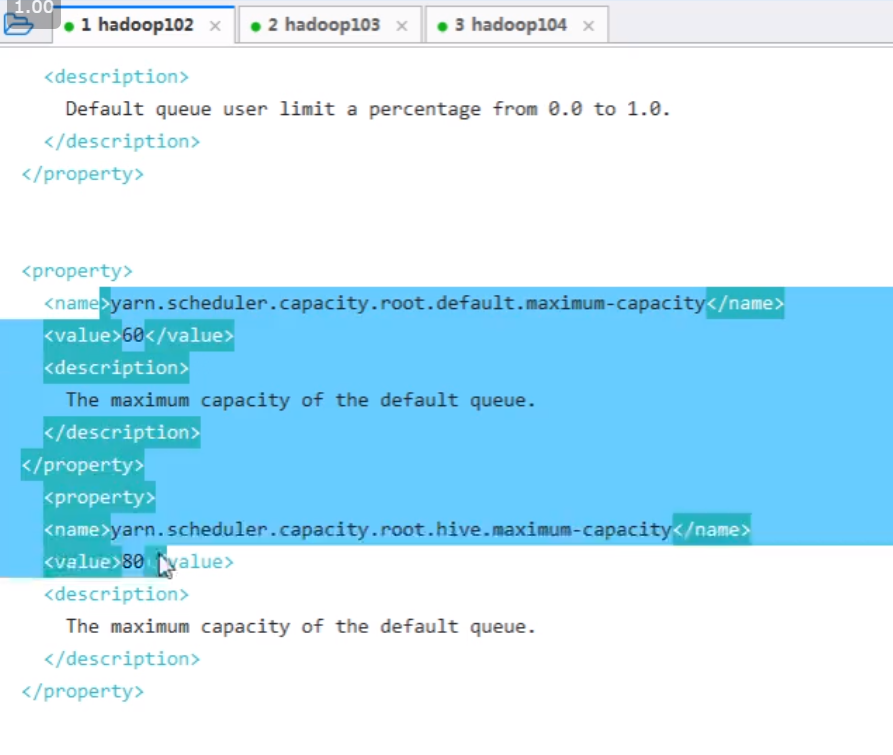 1.00
1 hadoop102 × 2 hadoop103 × 3 hadoop104 ×
<description>
Default queue user limit a percentage from 0.0 to 1.0.
</description>
</property>
<property>
<name>yarn.scheduler.capacity.root.default.maximum-capacity</name>
<value>60</value>
<description>
The maximum capacity of the default queue.
</description>
</property>
<property>
<name>yarn.scheduler.capacity.root.hive.maximum-capacity</name>
<value>80</value>
<description>
The maximum capacity of the default queue.
</description>
</property>